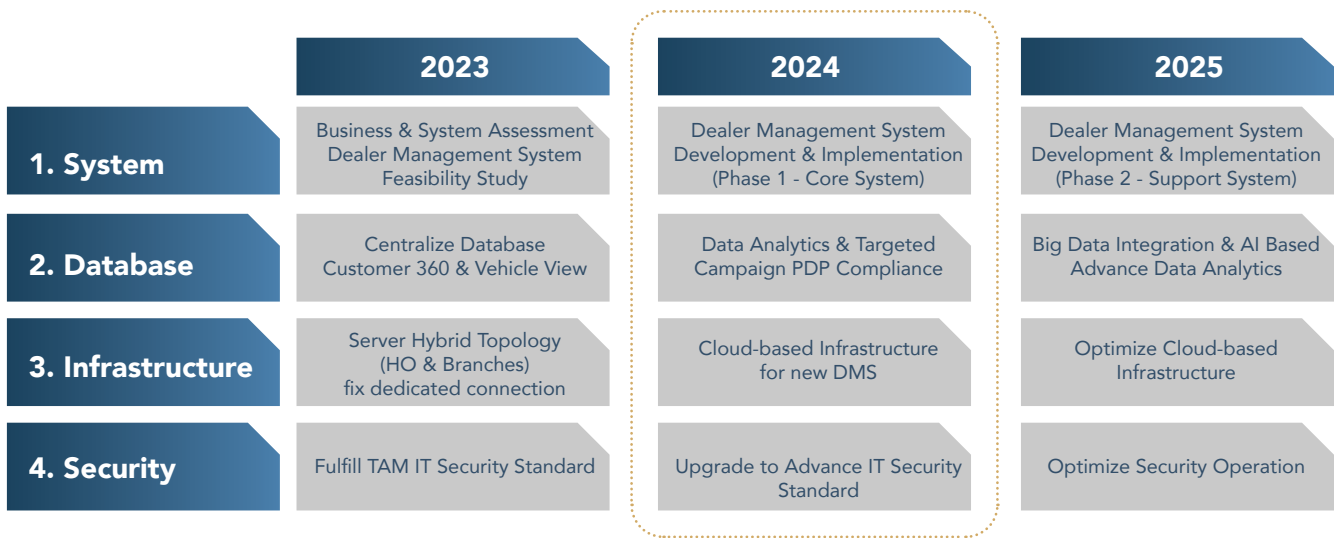 2023
2024
2025
1. System
Business & System Assessment
Dealer Management System
Feasibility Study
Dealer Management System
Development & Implementation
(Phase 1 - Core System)
Dealer Management System
Development & Implementation
(Phase 2 - Support System)
2. Database
Centralize Database
Customer 360 & Vehicle View
Data Analytics & Targeted
Campaign PDP Compliance
Big Data Integration & AI Based
Advance Data Analytics
3. Infrastructure
Server Hybrid Topology
(HO & Branches)
fix dedicated connection
Cloud-based Infrastructure
for new DMS
Optimize Cloud-based
Infrastructure
4. Security
Fulfill TAM IT Security Standard
Upgrade to Advance IT Security
Standard
Optimize Security Operation